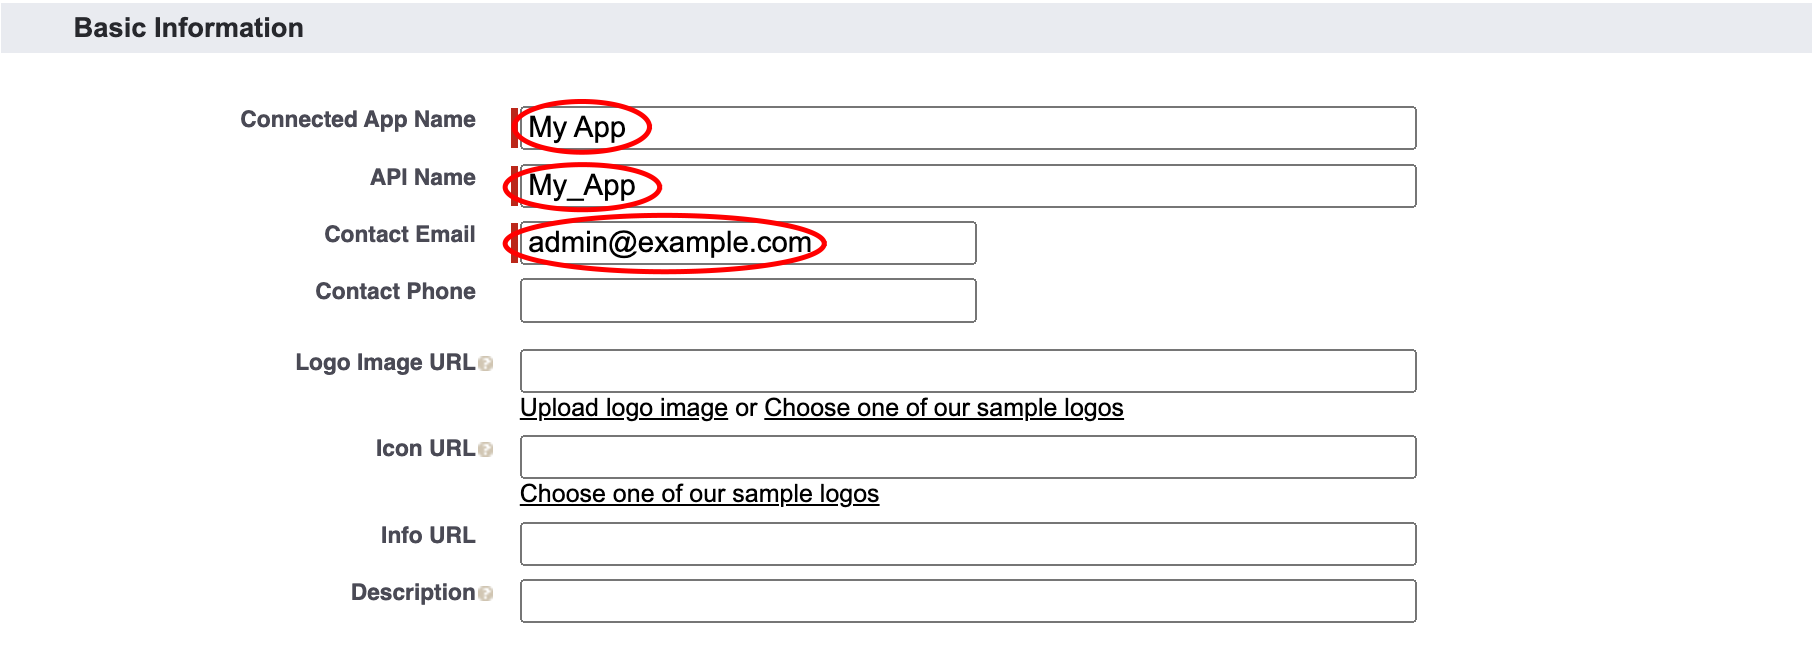 Basic Information
Connected App Name My App
API Name My_App
Contact Email admin@example.com
Contact Phone
Logo Image URL ?
Upload logo image or Choose one of our sample logos
Icon URL ?
Choose one of our sample logos
Info URL
Description ?